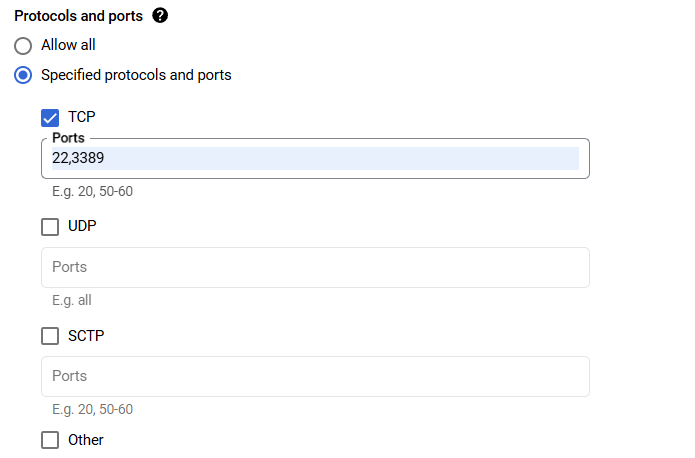 Protocols and ports ?
Allow all
Specified protocols and ports
TCP
Ports
22,3389
E.g. 20, 50-60
UDP
Ports
E.g. all
SCTP
Ports
E.g. 20, 50-60
Other